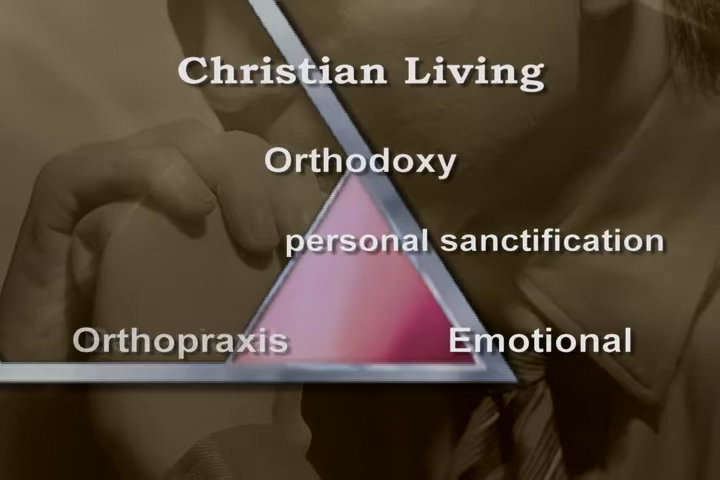 Christian Living
Orthodoxy
personal sanctification
Orthopraxis
Emotional